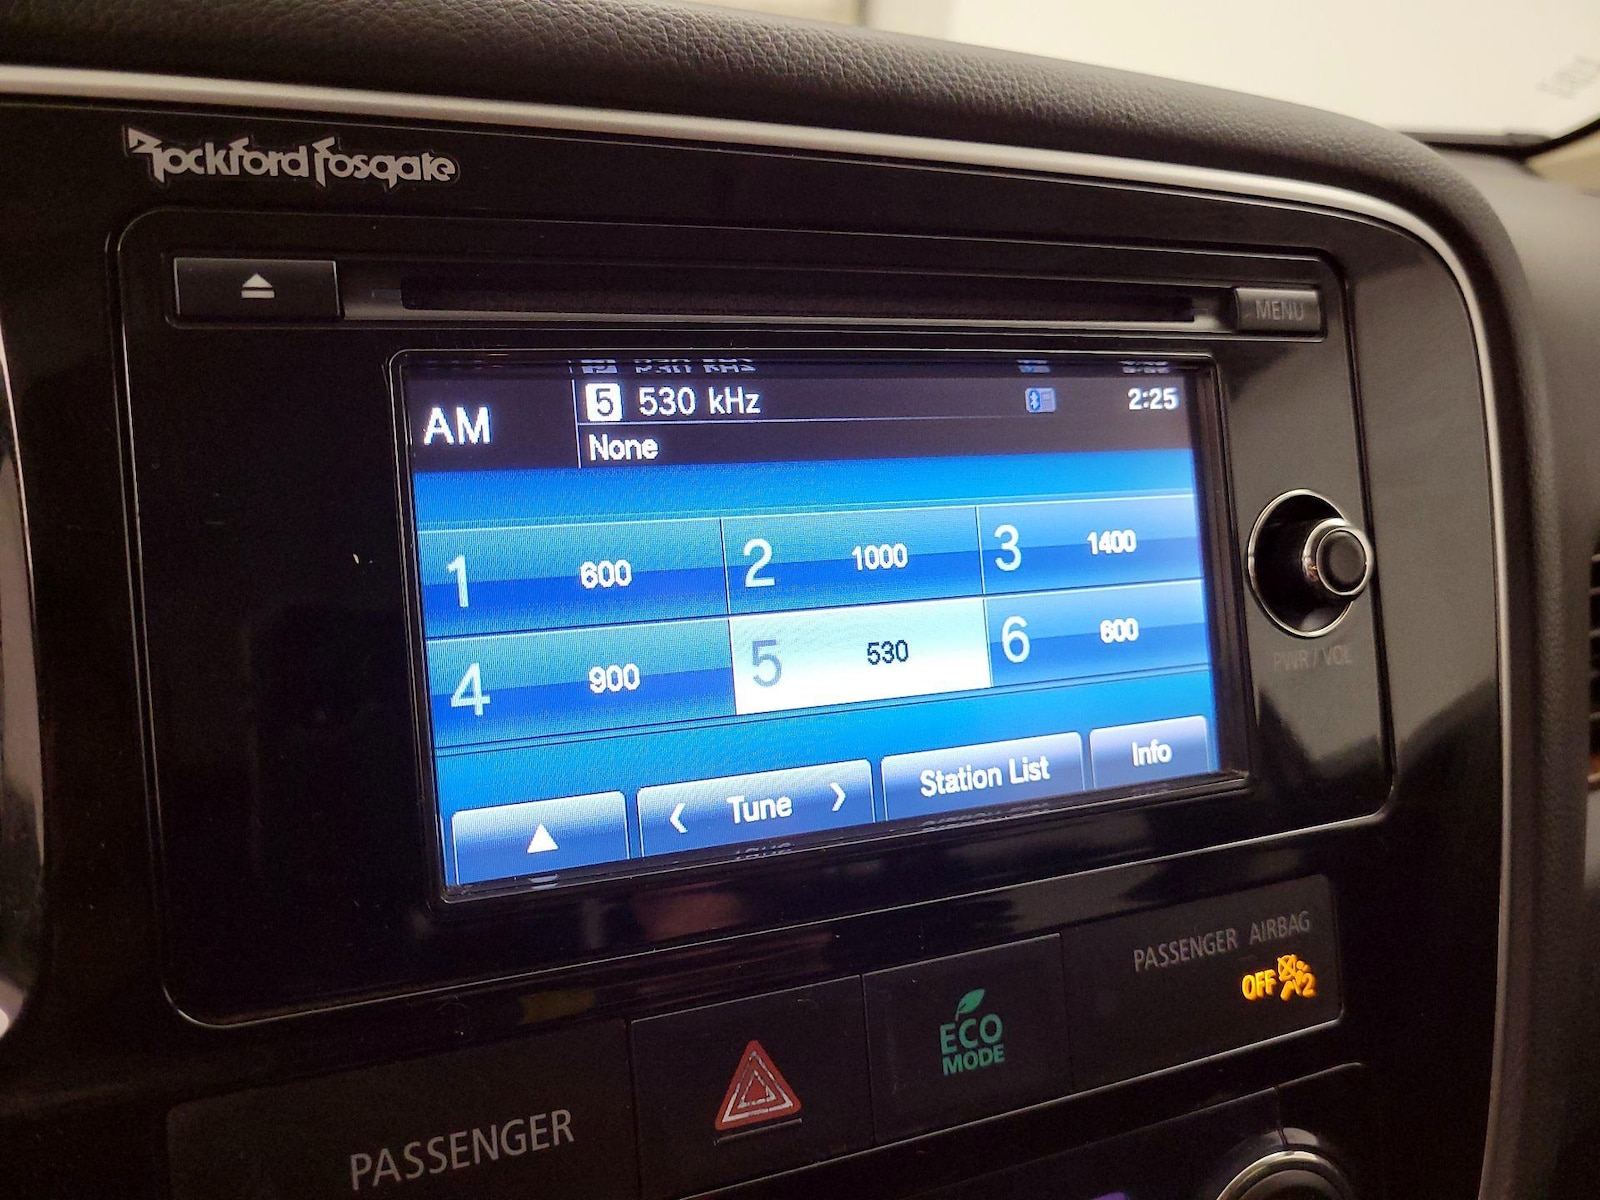 Rockford Fosgate
MENU
AM
5 530 kHz
2:25
None
1 600
2 1000
3 1400
4 900
5 530
6 600
Tune
Station List
Info
PWR/VOL
PASSENGER AIRBAG
OFF 2
ECO
MODE
PASSENGER